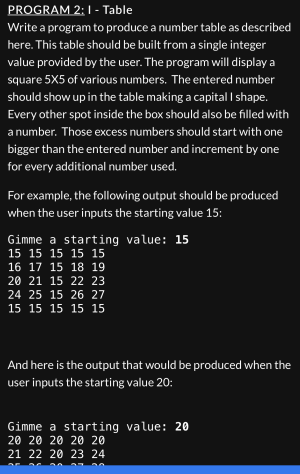 PROGRAM 2: I - Table
Write a program to produce a number table as described
here. This table should be built from a single integer
value provided by the user. The program will display a
square 5X5 of various numbers. The entered number
should show up in the table making a capital I shape.
Every other spot inside the box should also be filled with
a number. Those excess numbers should start with one
bigger than the entered number and increment by one
for every additional number used.
For example, the following output should be produced
when the user inputs the starting value 15:
Gimme a starting value: 15
15 15 15 15 15
16 17 15 18 19
20 21 15 22 23
24 25 15 26 27
15 15 15 15 15
And here is the output that would be produced when the
user inputs the starting value 20:
Gimme a starting value: 20
20 20 20 20 20
21 22 20 23 24